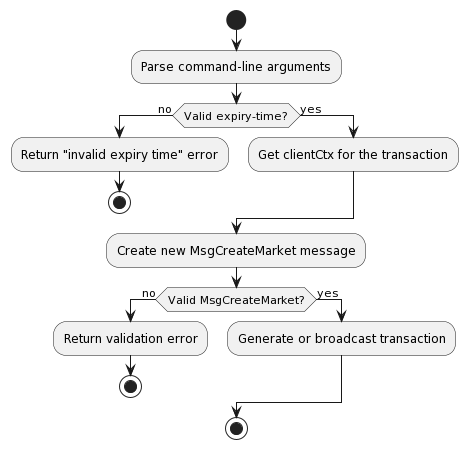 Parse command-line arguments
no
Valid expiry-time?
yes
Return "invalid expiry time" error
Get clientCtx for the transaction
Create new MsgCreateMarket message
no
Valid MsgCreateMarket?
yes
Return validation error
Generate or broadcast transaction